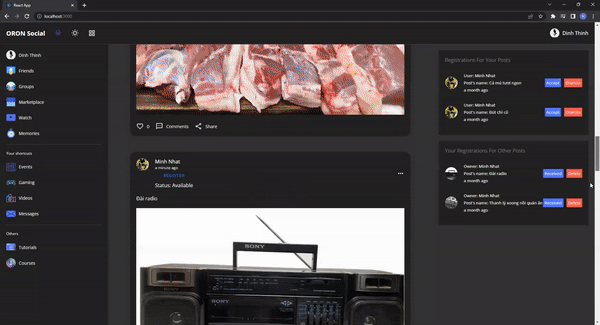 React App
localhost:3000
ORON Social
Dinh Thinh
Dinh Thinh
Friends
Groups
Marketplace
Watch
Memories
Your shortcuts
Events
Gaming
Videos
Messages
Others
Tutorials
Courses
0
Comments
Share
Minh Nhat
a minute ago
REGISTER
Status: Available
Đài radio
SONY
SONY
Registrations For Your Posts
User: Minh Nhat
Post's name: Cá mú tươi ngon
a month ago
Accept
Dismiss
User: Minh Nhat
Post's name: Bút chì cũ
a month ago
Accept
Dismiss
Your Registrations For Other Posts
Owner: Minh Nhat
Post's name: Đài radio
a month ago
Received
Delete
Owner: Minh Nhat
Post's name: Thanh lý xoong nồi quán ăn
a month ago
Received
Delete